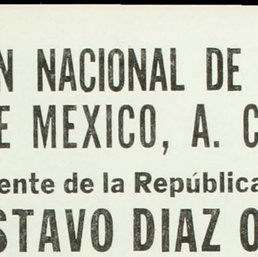 N NACIONAL DE
E MEXICO, A. C
ente de la República
STAVO DIAZ O